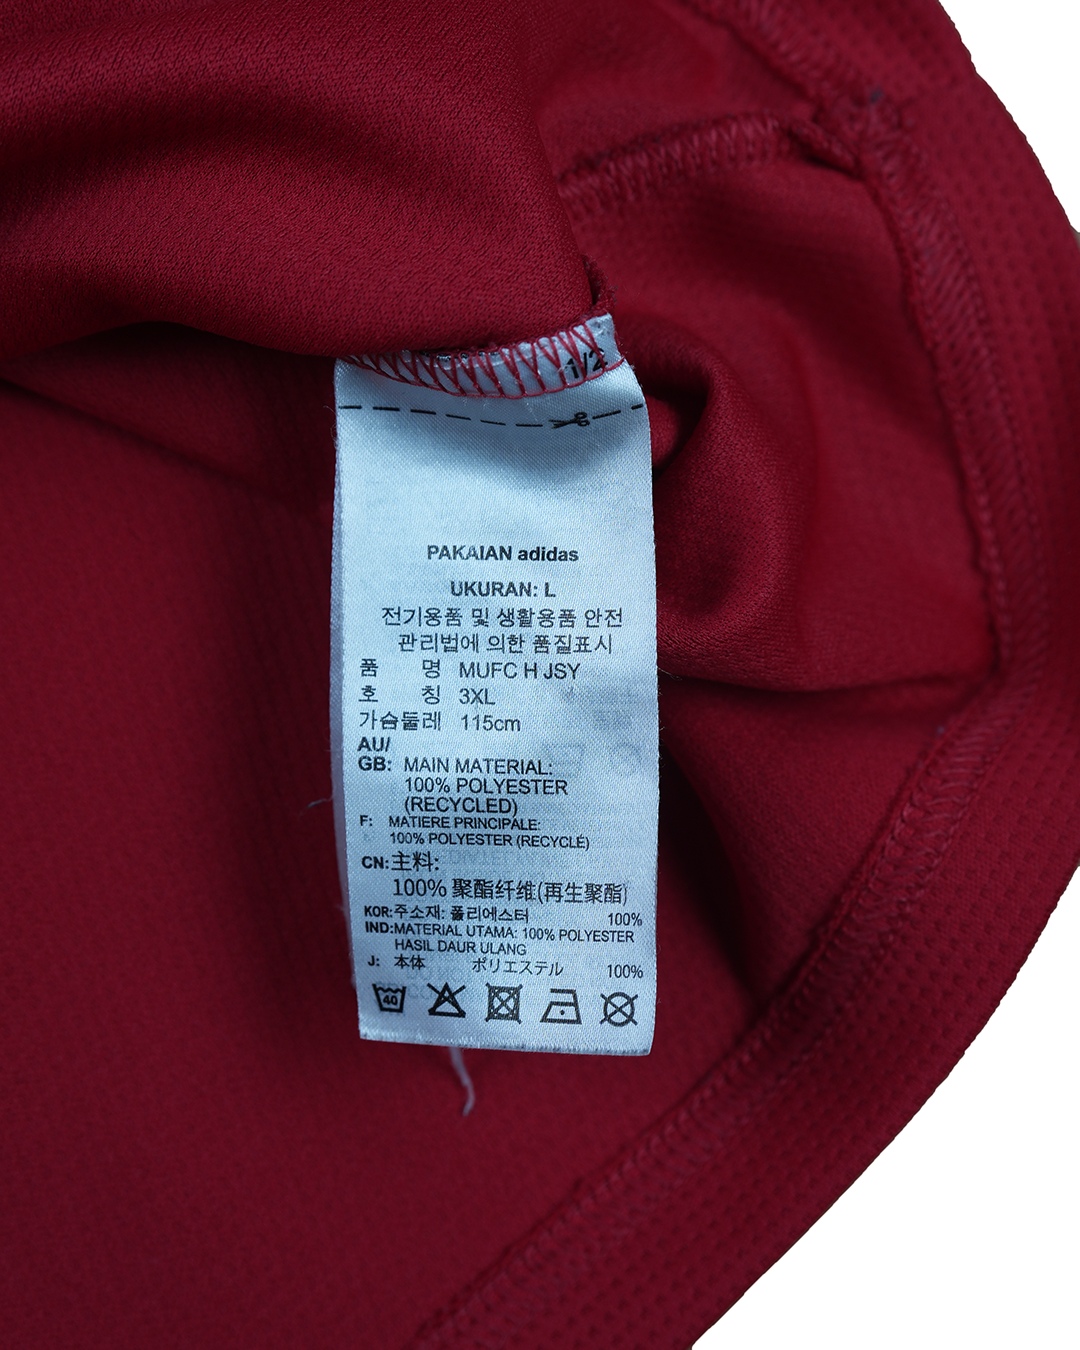 1/2
PAKAIAN adidas
UKURAN: L
전기용품 및 생활용품 안전
관리법에 의한 품질표시
품 명 MUFC H JSY
호 칭 3XL
가슴둘레 115cm
AU/
GB: MAIN MATERIAL:
100% POLYESTER
(RECYCLED)
F: MATIERE PRINCIPALE:
100% POLYESTER (RECYCLÉ)
CN: 主料:
100% 聚酯纤维(再生聚酯)
KOR: 주소재: 폴리에스터 100%
IND: MATERIAL UTAMA: 100% POLYESTER
HASIL DAUR ULANG
J: 本体 ポリエステル 100%
40